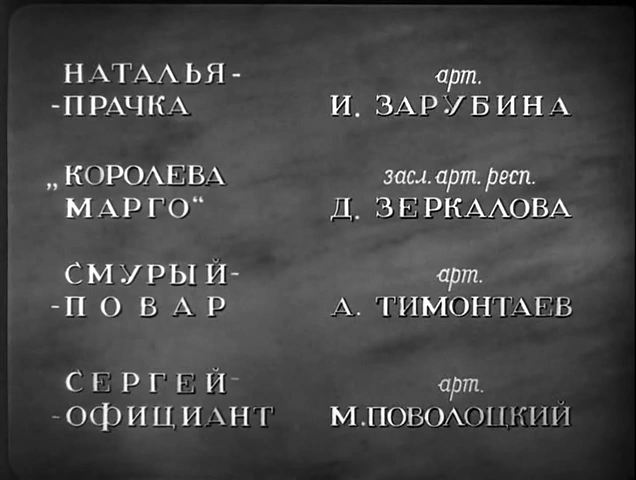 НАТАЛЬЯ- арт.
-ПРАЧКА И. ЗАРУБИНА
„КОРОЛЕВА засл. арт. респ.
МАРГО“ Д. ЗЕРКАЛОВА
СМУРЫЙ- арт.
-ПОВАР А. ТИМОНТАЕВ
СЕРГЕЙ- арт.
-ОФИЦИАНТ М. ПОВОЛОЦКИЙ